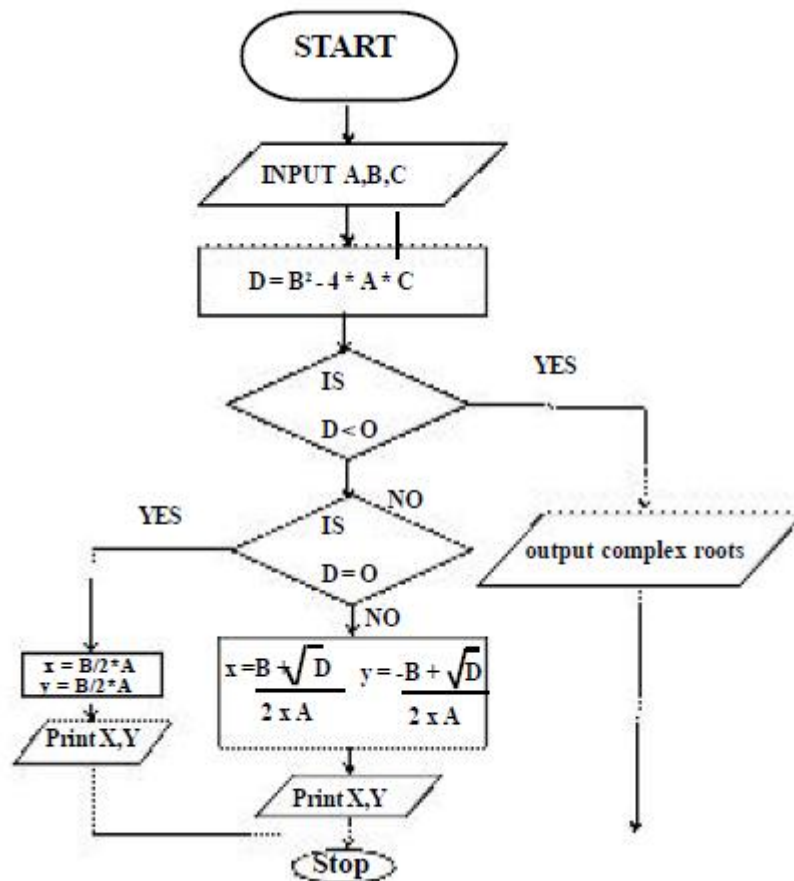 START
INPUT A,B,C
D = B² - 4 * A * C
IS
D < O
YES
NO
output complex roots
IS
D = O
YES
NO
x = B/2*A
y = B/2*A
x = B + √D
2 x A
y = -B + √D
2 x A
Print X,Y
Print X,Y
Stop